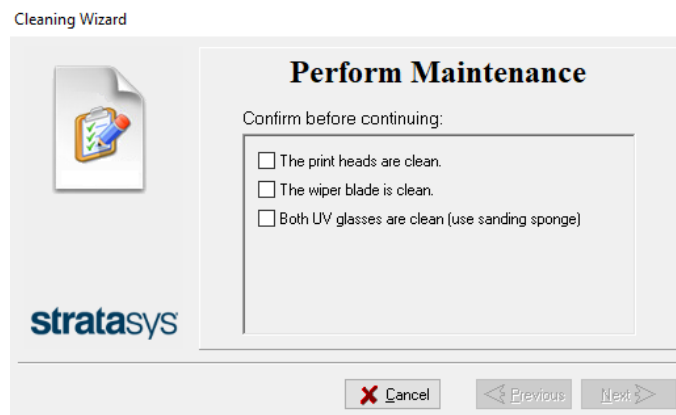 Cleaning Wizard
Perform Maintenance
Confirm before continuing:
The print heads are clean.
The wiper blade is clean.
Both UV glasses are clean (use sanding sponge)
stratasys
Cancel
Previous
Next